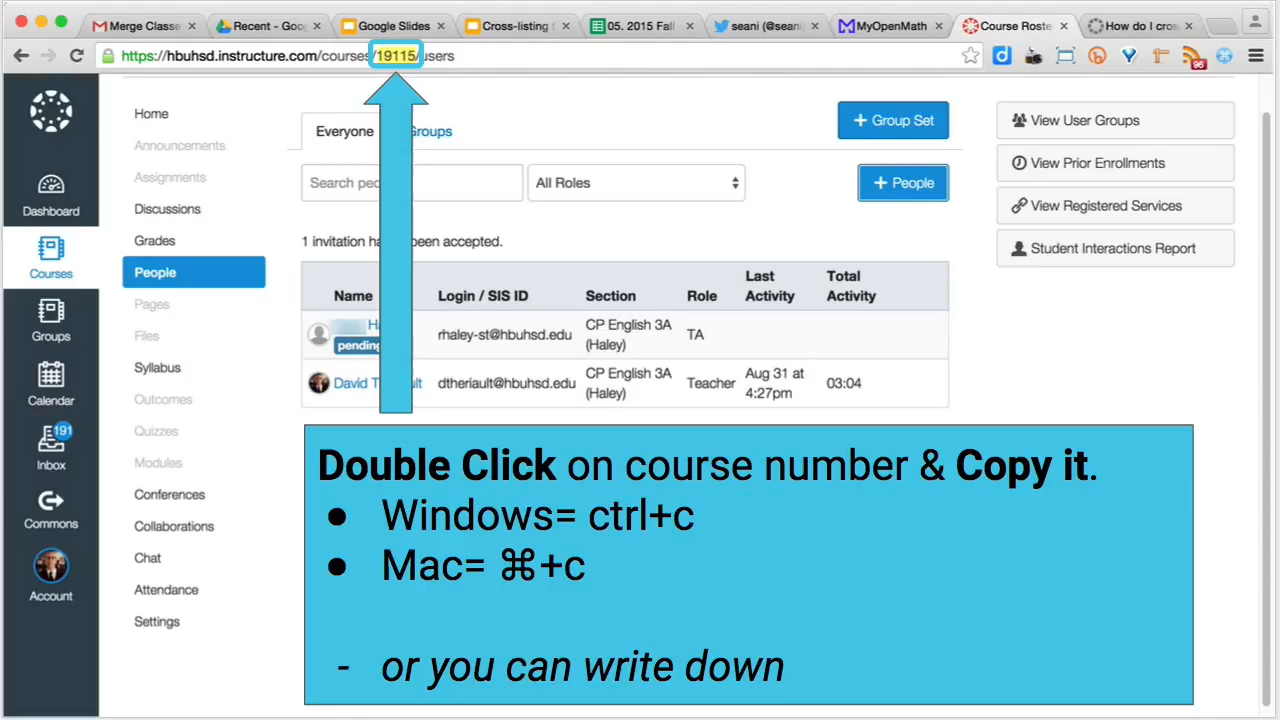 Merge Classe
Recent - Goo
Google Slides
Cross-listing
05. 2015 Fall
seani (@sean
MyOpenMath
Course Roste
How do I cros
https://hbuhsd.instructure.com/courses/19115/users
96
Home
Announcements
Assignments
Discussions
Grades
People
Pages
Files
Syllabus
Outcomes
Quizzes
Modules
Conferences
Collaborations
Chat
Attendance
Settings
Dashboard
Courses
Groups
Calendar
191
Inbox
Commons
Account
Everyone
Groups
+ Group Set
Search peo
All Roles
+ People
1 invitation ha been accepted.
Name
Login / SIS ID
Section
Role
Last Activity
Total Activity
H
pending
rhaley-st@hbuhsd.edu
CP English 3A
(Haley)
TA
David T ult
dtheriault@hbuhsd.edu
CP English 3A
(Haley)
Teacher
Aug 31 at
4:27pm
03:04
View User Groups
View Prior Enrollments
View Registered Services
Student Interactions Report
Double Click on course number & Copy it.
● Windows= ctrl+c
● Mac= ⌘+c
- or you can write down